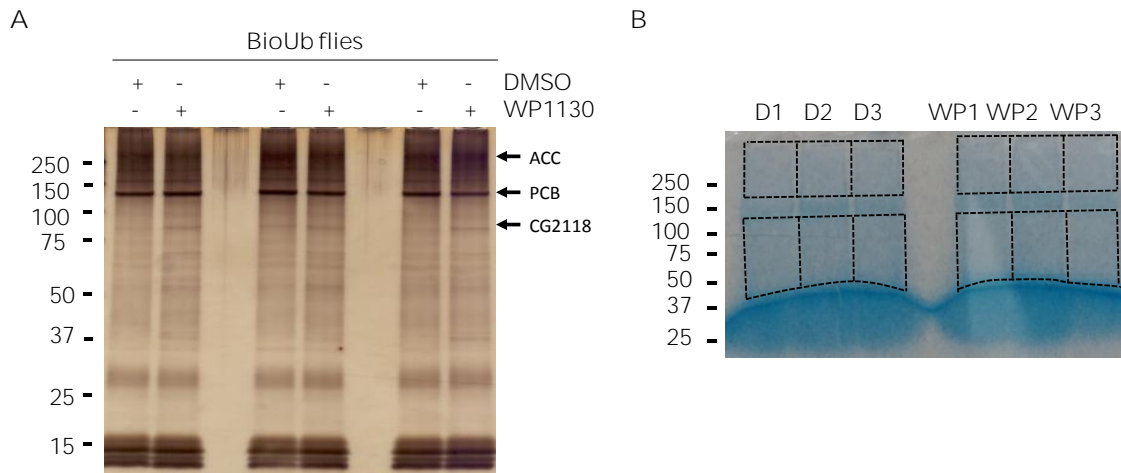 A
BioUb flies
+ - + - + - DMSO
- + - + - + WP1130
250
150
100
75
50
37
25
15
ACC
PCB
CG2118
B
D1 D2 D3 WP1 WP2 WP3
250
150
100
75
50
37
25